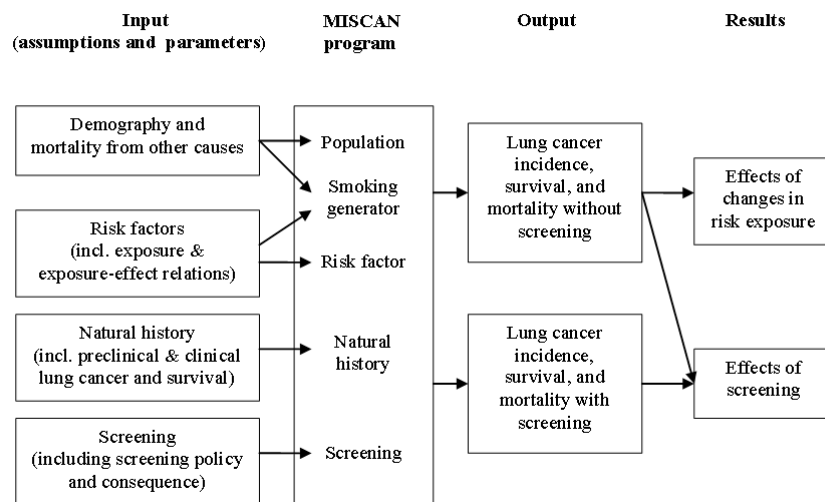 Input
(assumptions and parameters)
MISCAN
program
Output
Results
Demography and
mortality from other causes
Risk factors
(incl. exposure &
exposure-effect relations)
Natural history
(incl. preclinical & clinical
lung cancer and survival)
Screening
(including screening policy
and consequence)
Population
Smoking
generator
Risk factor
Natural
history
Screening
Lung cancer
incidence,
survival, and
mortality without
screening
Lung cancer
incidence,
survival, and
mortality with
screening
Effects of
changes in
risk exposure
Effects of
screening